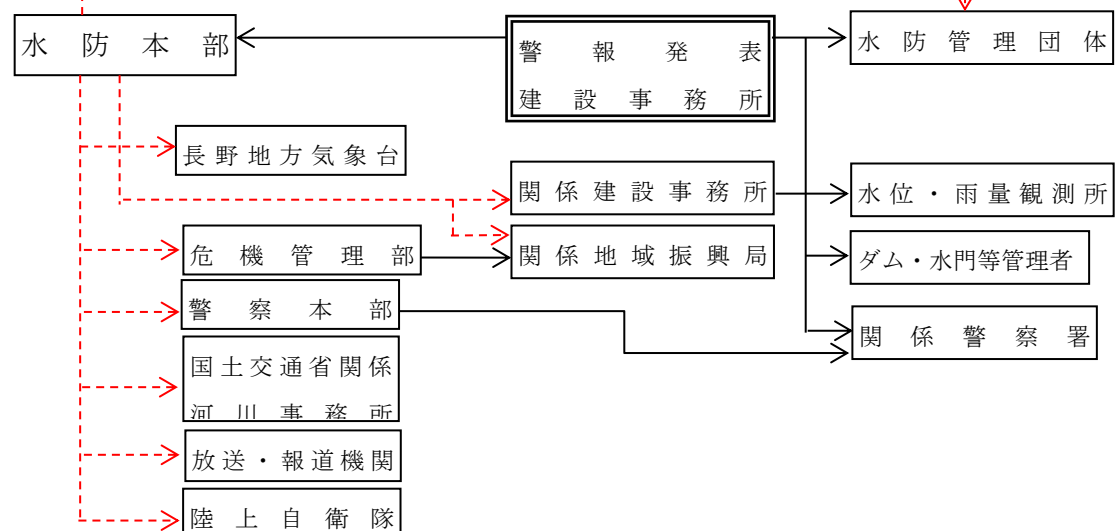 水防本部
警報発表
建設事務所
水防管理団体
長野地方気象台
関係建設事務所
水位・雨量観測所
危機管理部
関係地域振興局
ダム・水門等管理者
警察本部
関係警察署
国土交通省関係
河川事務所
放送・報道機関
陸上自衛隊